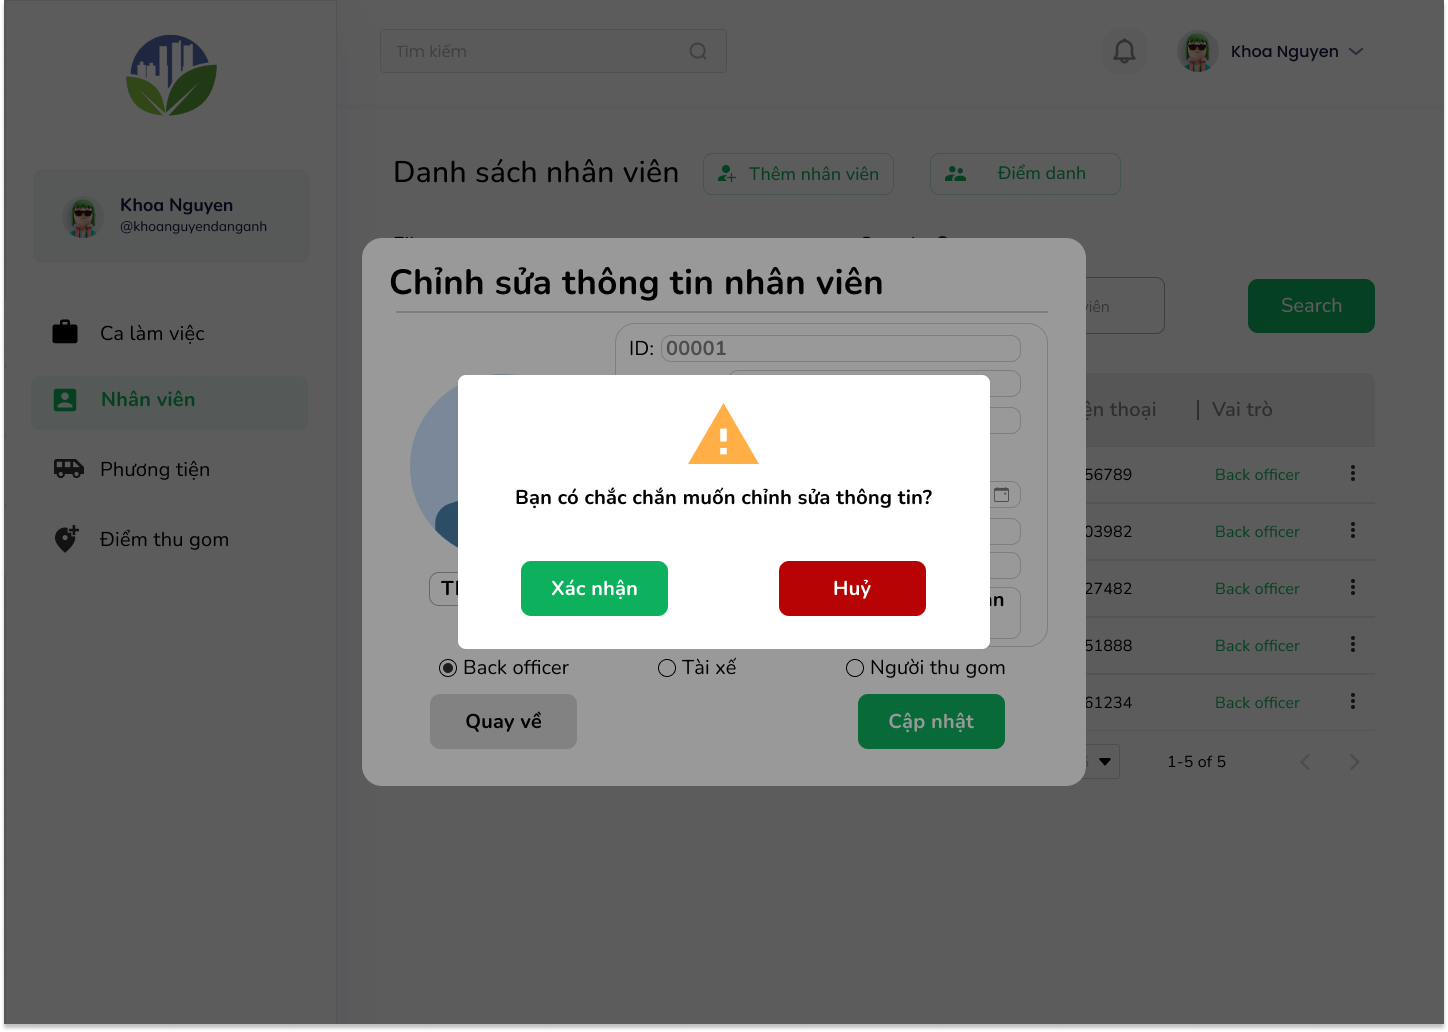 Tìm kiếm
Khoa Nguyen
Danh sách nhân viên
Thêm nhân viên
Điểm danh
Khoa Nguyen
@khoanguyendanganh
Ca làm việc
Nhân viên
Phương tiện
Điểm thu gom
Search
Chỉnh sửa thông tin nhân viên
ID: 00001
Bạn có chắc chắn muốn chỉnh sửa thông tin?
Xác nhận
Huỷ
Back officer
Tài xế
Người thu gom
Quay về
Cập nhật
thoại
Vai trò
56789 Back officer
03982 Back officer
27482 Back officer
51888 Back officer
61234 Back officer
1-5 of 5